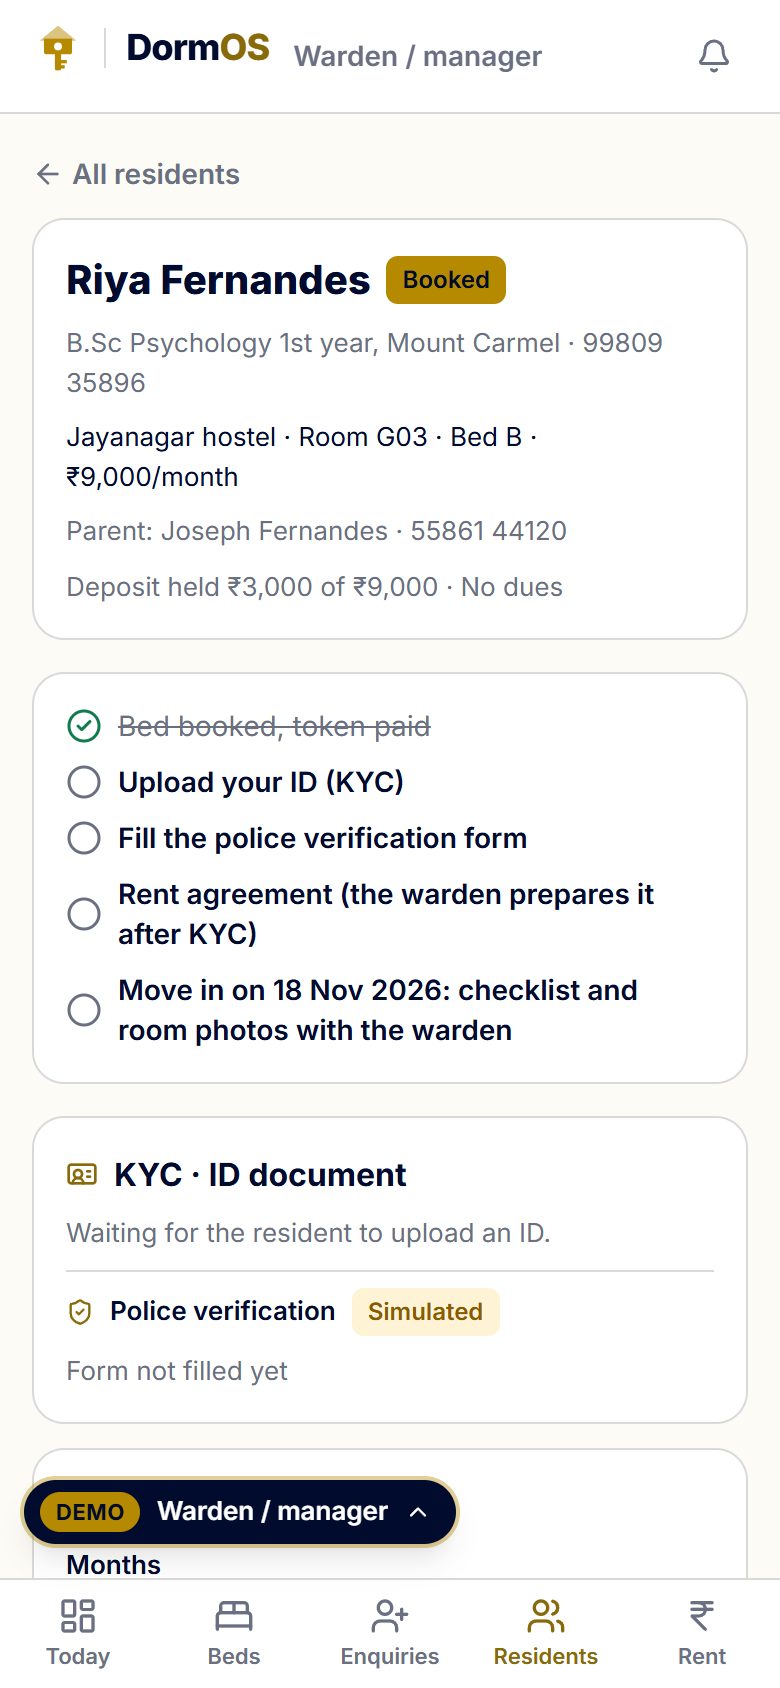 DormOS Warden / manager
All residents
Riya Fernandes Booked
B.Sc Psychology 1st year, Mount Carmel · 99809
35896
Jayanagar hostel · Room G03 · Bed B ·
₹9,000/month
Parent: Joseph Fernandes · 55861 44120
Deposit held ₹3,000 of ₹9,000 · No dues
Bed booked, token paid
Upload your ID (KYC)
Fill the police verification form
Rent agreement (the warden prepares it
after KYC)
Move in on 18 Nov 2026: checklist and
room photos with the warden
KYC · ID document
Waiting for the resident to upload an ID.
Police verification Simulated
Form not filled yet
DEMO Warden / manager
Months
Today Beds Enquiries Residents Rent